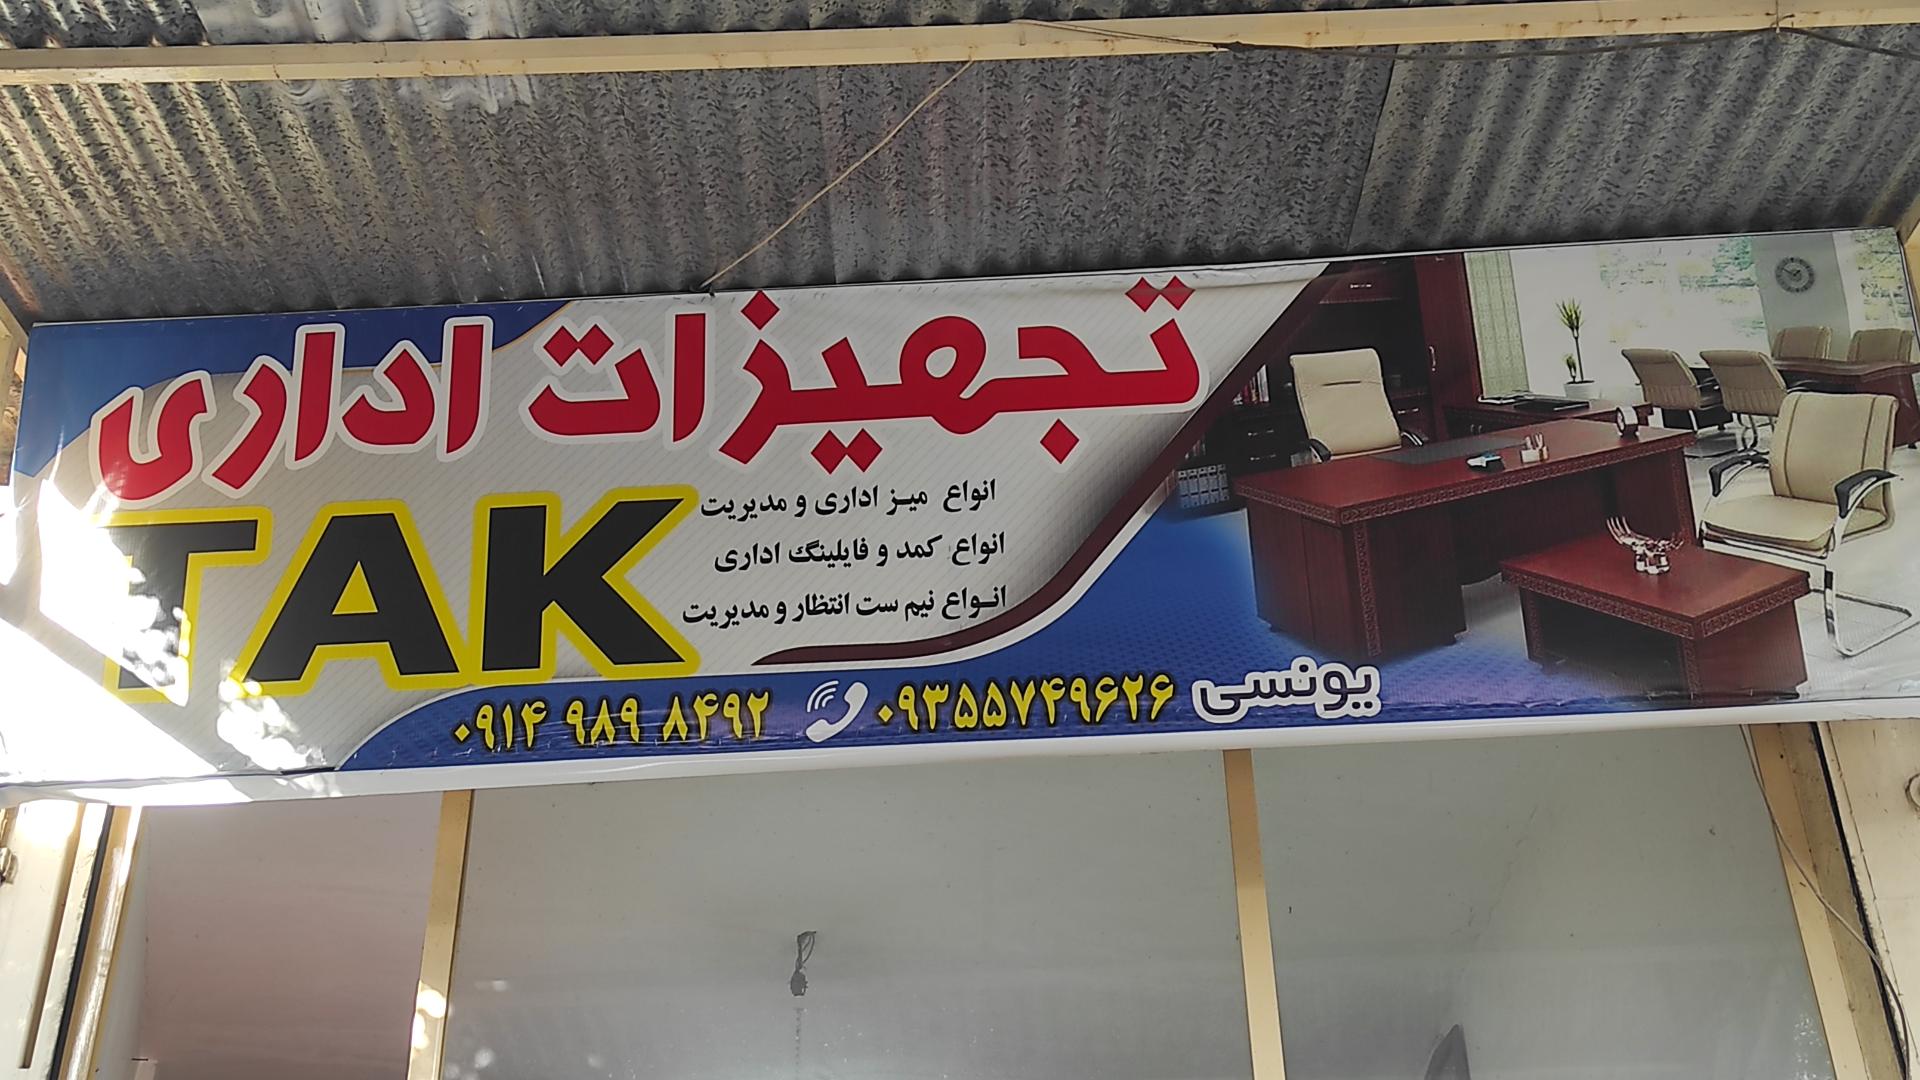 تجهیزات اداری
TAK
انواع میز اداری و مدیریت
انواع کمد و فایلینگ اداری
انواع نیم ست انتظار و مدیریت
یونسی ۰۹۳۵۵۷۴۹۶۲۶
۰۹۱۴ ۹۸۹ ۸۴۹۲